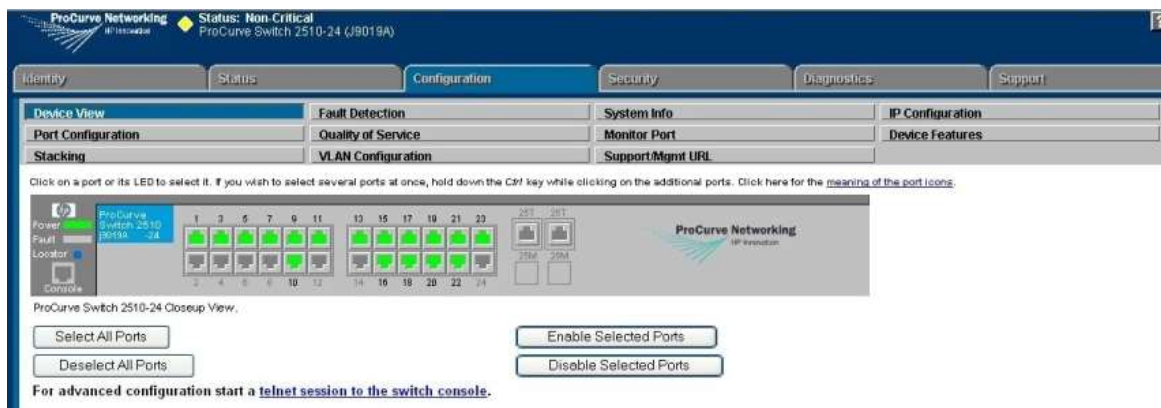 ProCurve Networking
HP Innovation
Status: Non-Critical
ProCurve Switch 2510-24 (J9019A)
Identity Status Configuration Security Diagnostics Support
Device View Fault Detection System Info IP Configuration
Port Configuration Quality of Service Monitor Port Device Features
Stacking VLAN Configuration Support/Mgmt URL
Click on a port or its LED to select it. If you wish to select several ports at once, hold down the Ctrl key while clicking on the additional ports. Click here for the meaning of the port icons.
Power
Fault
Locator
Console
ProCurve
Switch 2510
J9019A -24
1 3 5 7 9 11 13 15 17 19 21 23 25T 26T
2 4 6 8 10 12 14 16 18 20 22 24 25M 26M
ProCurve Networking
HP Innovation
ProCurve Switch 2510-24 Closeup View.
Select All Ports Enable Selected Ports
Deselect All Ports Disable Selected Ports
For advanced configuration start a telnet session to the switch console.